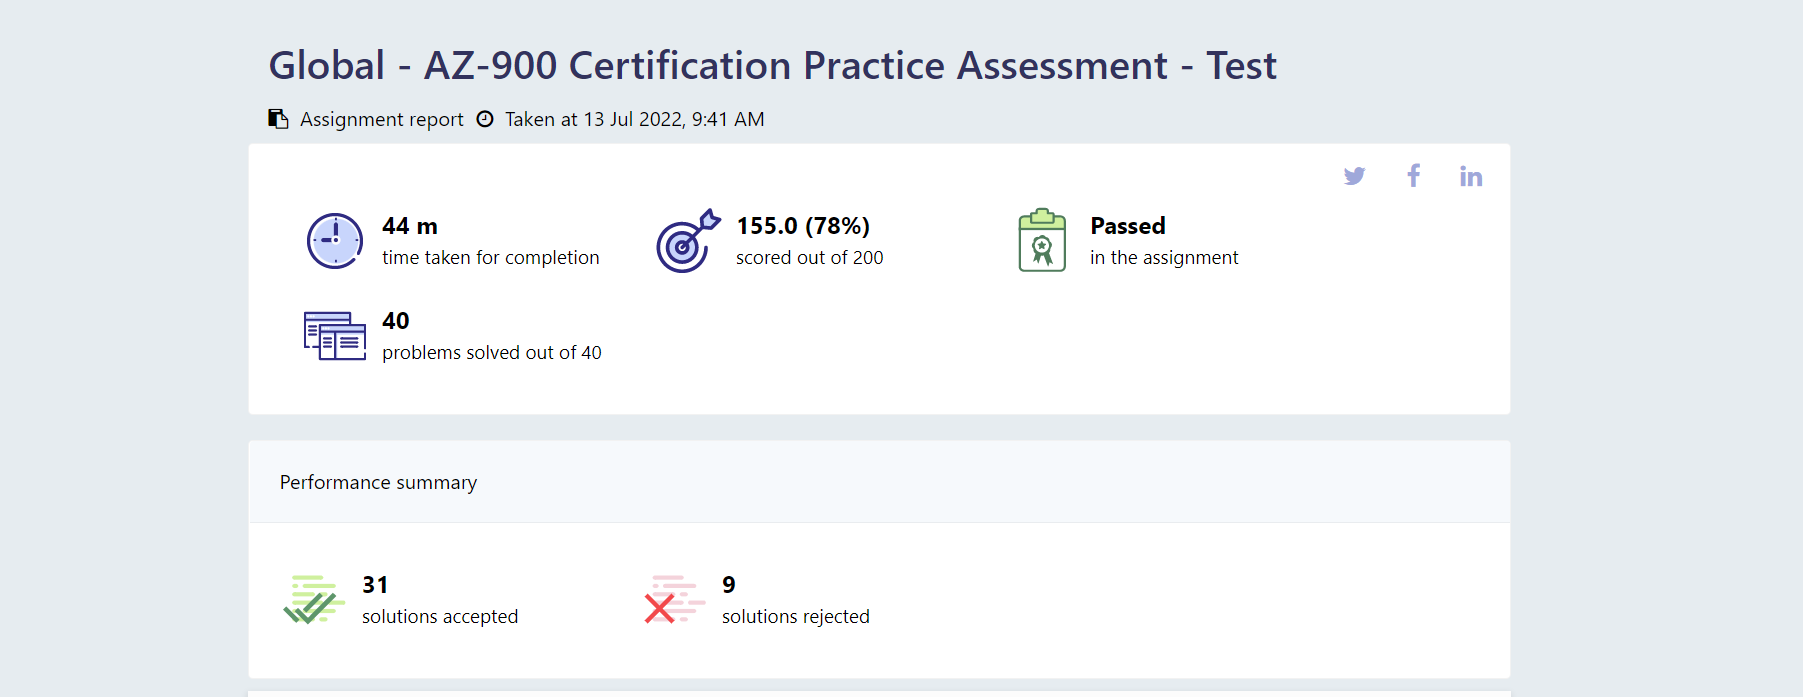 Global - AZ-900 Certification Practice Assessment - Test
Assignment report Taken at 13 Jul 2022, 9:41 AM
44 m
time taken for completion
155.0 (78%)
scored out of 200
Passed
in the assignment
40
problems solved out of 40
Performance summary
31
solutions accepted
9
solutions rejected